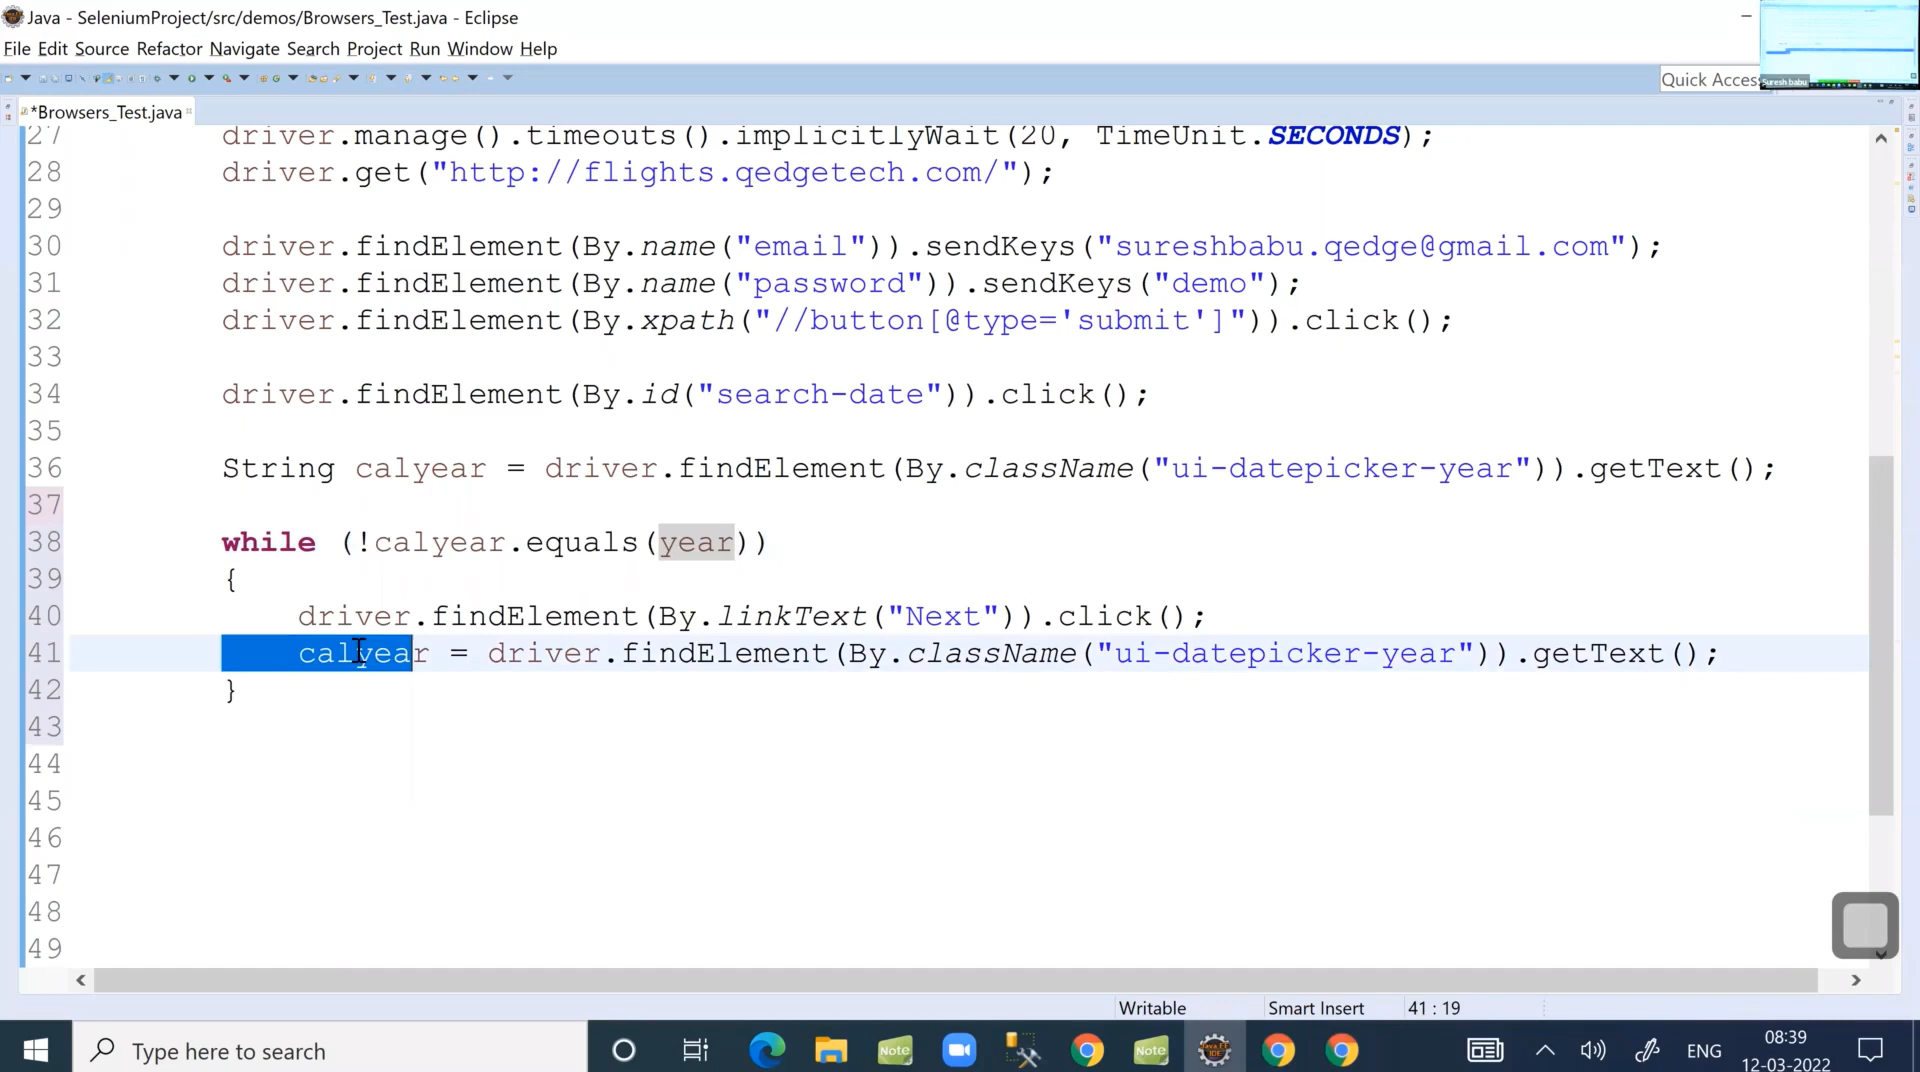 Java - SeleniumProject/src/demos/Browsers_Test.java - Eclipse
File Edit Source Refactor Navigate Search Project Run Window Help
Quick Access
Suresh babu
*Browsers_Test.java
27 driver.manage().timeouts().implicitlyWait(20, TimeUnit.SECONDS);
28 driver.get("http://flights.qedgetech.com/");
29
30 driver.findElement(By.name("email")).sendKeys("sureshbabu.qedge@gmail.com");
31 driver.findElement(By.name("password")).sendKeys("demo");
32 driver.findElement(By.xpath("//button[@type='submit']")).click();
33
34 driver.findElement(By.id("search-date")).click();
35
36 String calyear = driver.findElement(By.className("ui-datepicker-year")).getText();
37
38 while (!calyear.equals(year))
39 {
40 driver.findElement(By.linkText("Next")).click();
41 calyear = driver.findElement(By.className("ui-datepicker-year")).getText();
42 }
43
44
45
46
47
48
49
Writable Smart Insert 41 : 19
Type here to search
Note
Note
Java EE
IDE
ENG
08:39
12-03-2022